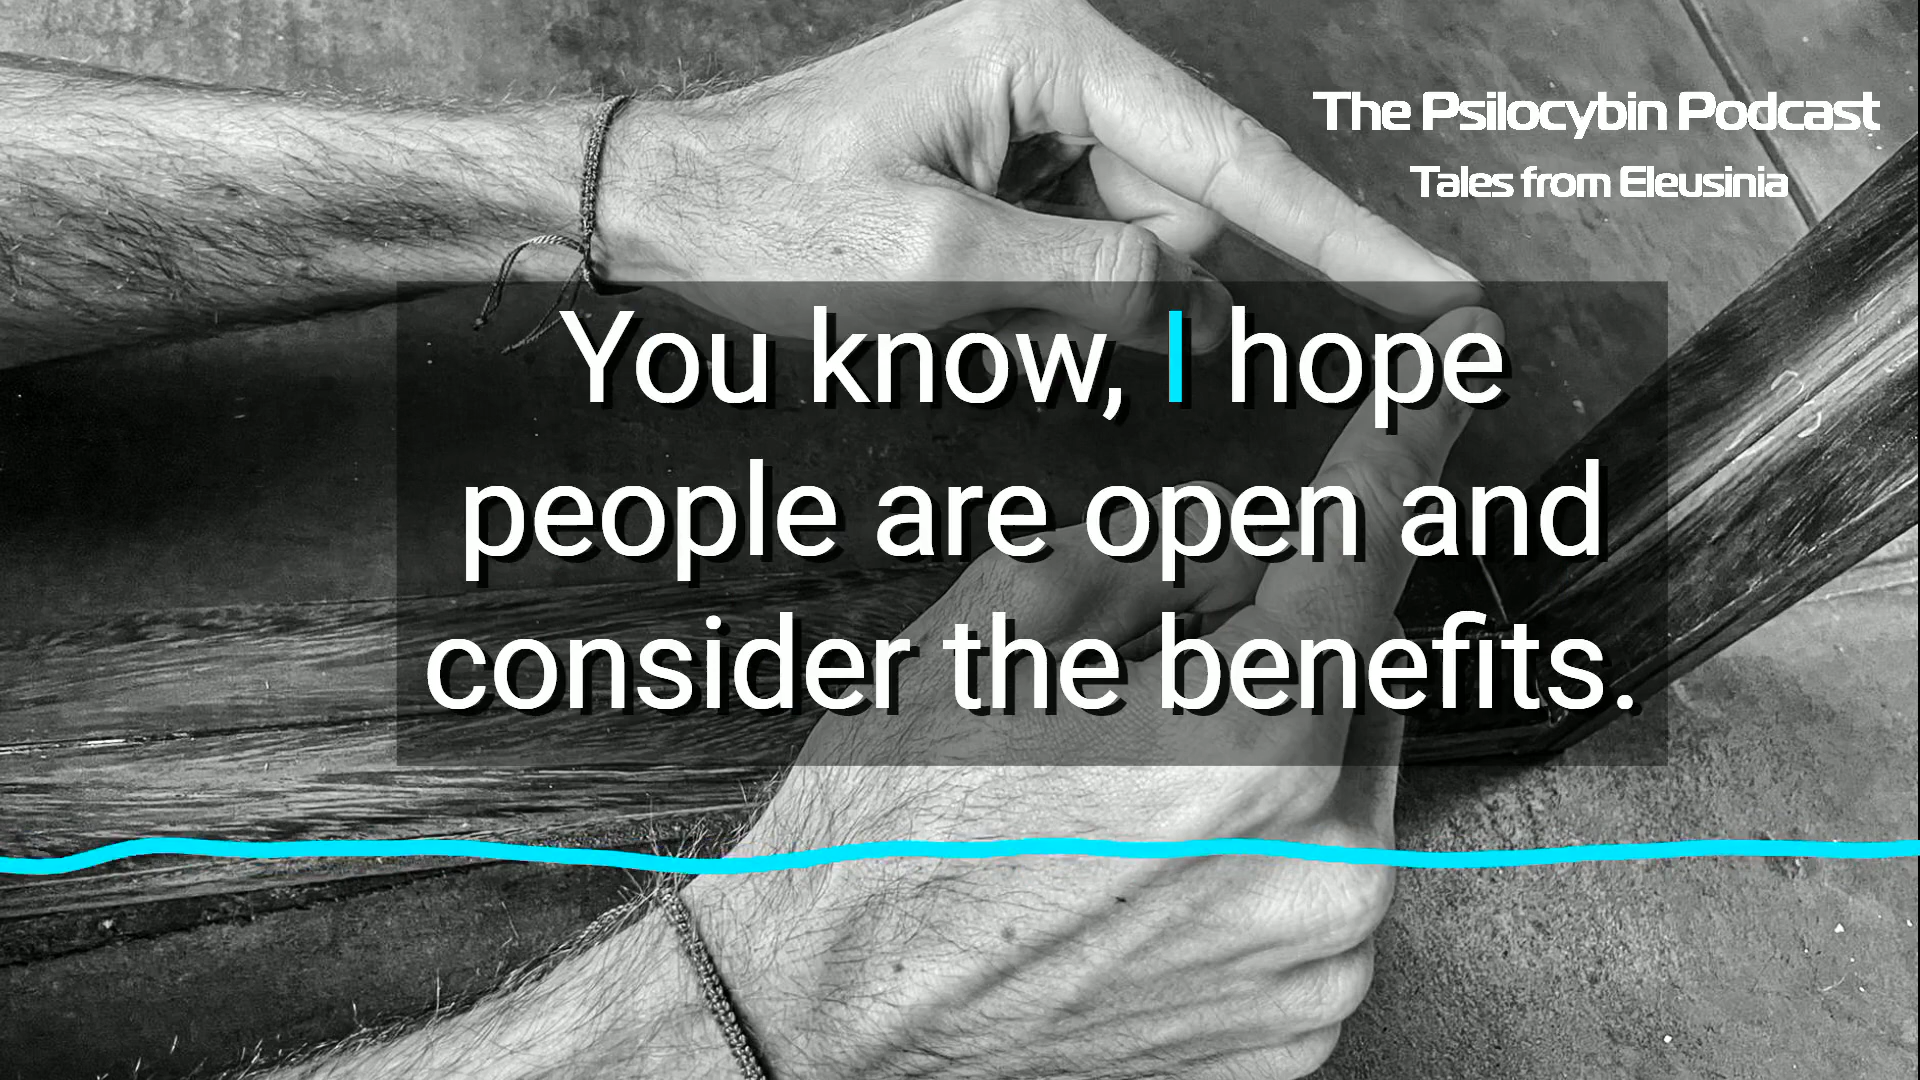 The Psilocybin Podcast
Tales from Eleusinia
You know, I hope
people are open and
consider the benefits.